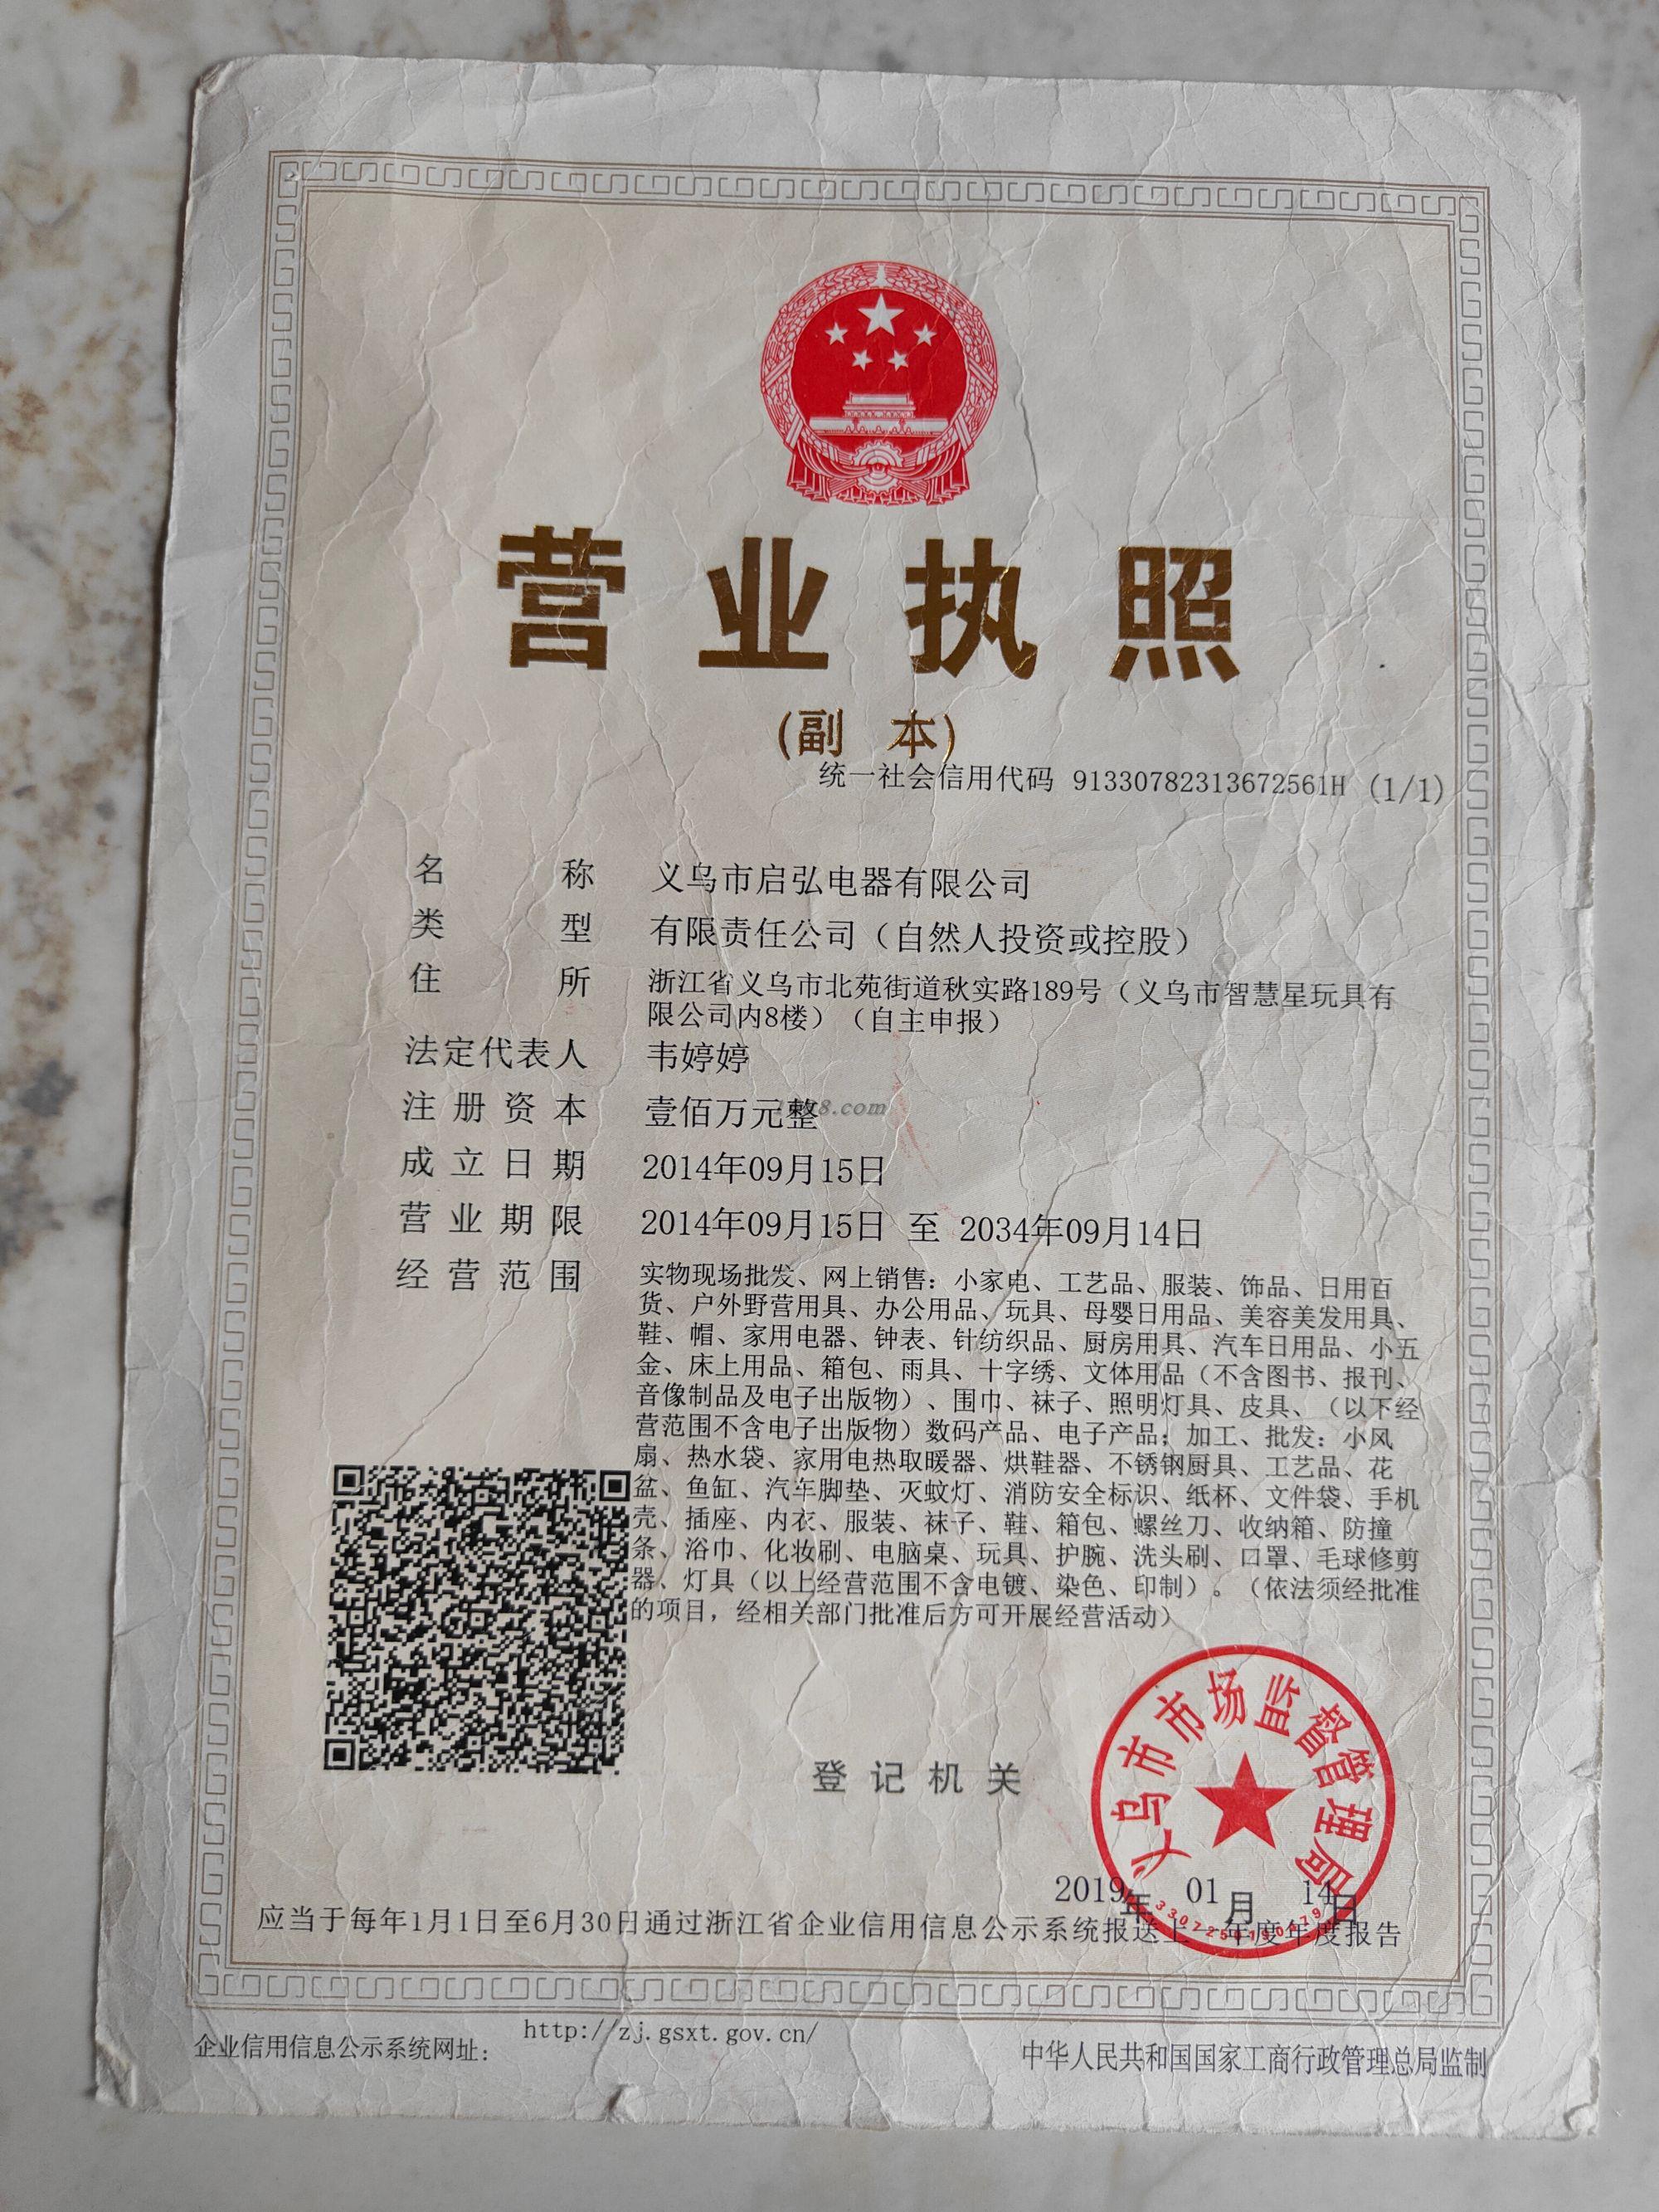 营业执照
(副 本)
统一社会信用代码 91330782313672561H (1/1)
名 称 义乌市启弘电器有限公司
类 型 有限责任公司（自然人投资或控股）
住 所 浙江省义乌市北苑街道秋实路189号（义乌市智慧星玩具有
限公司内8楼）（自主申报）
法定代表人 韦婷婷
注册资本 壹佰万元整
成立日期 2014年09月15日
营业期限 2014年09月15日 至 2034年09月14日
经营范围 实物现场批发、网上销售：小家电、工艺品、服装、饰品、日用百
货、户外野营用具、办公用品、玩具、母婴日用品、美容美发用具、
鞋、帽、家用电器、钟表、针纺织品、厨房用具、汽车日用品、小五
金、床上用品、箱包、雨具、十字绣、文体用品（不含图书、报刊、
音像制品及电子出版物）、围巾、袜子、照明灯具、皮具、（以下经
营范围不含电子出版物）数码产品、电子产品；加工、批发：小风
扇、热水袋、家用电热取暖器、烘鞋器、不锈钢厨具、工艺品、花
盆、鱼缸、汽车脚垫、灭蚊灯、消防安全标识、纸杯、文件袋、手机
壳、插座、内衣、服装、袜子、鞋、箱包、螺丝刀、收纳箱、防撞
条、浴巾、化妆刷、电脑桌、玩具、护腕、洗头刷、口罩、毛球修剪
器、灯具（以上经营范围不含电镀、染色、印制）。（依法须经批准
的项目，经相关部门批准后方可开展经营活动）
登记机关
义乌市市场监督管理局
2019年 01月 14日
应当于每年1月1日至6月30日通过浙江省企业信用信息公示系统报送上一年度年度报告
企业信用信息公示系统网址： http://zj.gsxt.gov.cn/
中华人民共和国国家工商行政管理总局监制